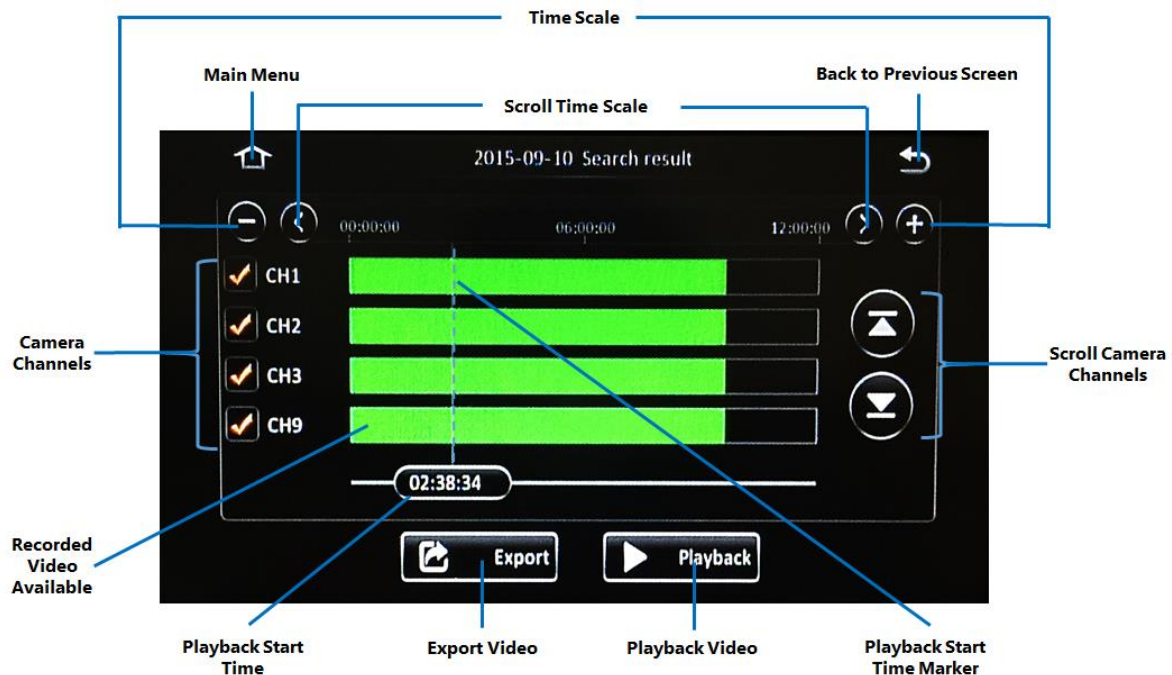 Time Scale
Main Menu
Back to Previous Screen
Scroll Time Scale
2015-09-10 Search result
00:00:00 06:00:00 12:00:00
CH1
CH2
CH3
CH9
Camera
Channels
Scroll Camera
Channels
02:38:34
Recorded
Video
Available
Export Playback
Playback Start
Time
Export Video
Playback Video
Playback Start
Time Marker